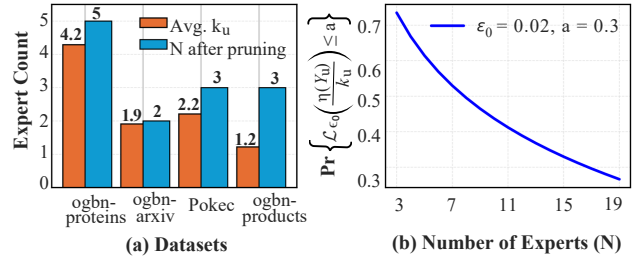 Expert Count
5
4
3
2
1
0
Avg. k_u
N after pruning
4.2
5
1.9
2
2.2
3
1.2
3
ogbn-
proteins
ogbn-
arxiv
Pokec
ogbn-
products
(a) Datasets
Pr { 𝓛_ϵ₀ ( η(Y_u) / k_u ) ≤ a }
0.7
0.6
0.5
0.4
0.3
ε₀ = 0.02, a = 0.3
3 7 11 15 19
(b) Number of Experts (N)